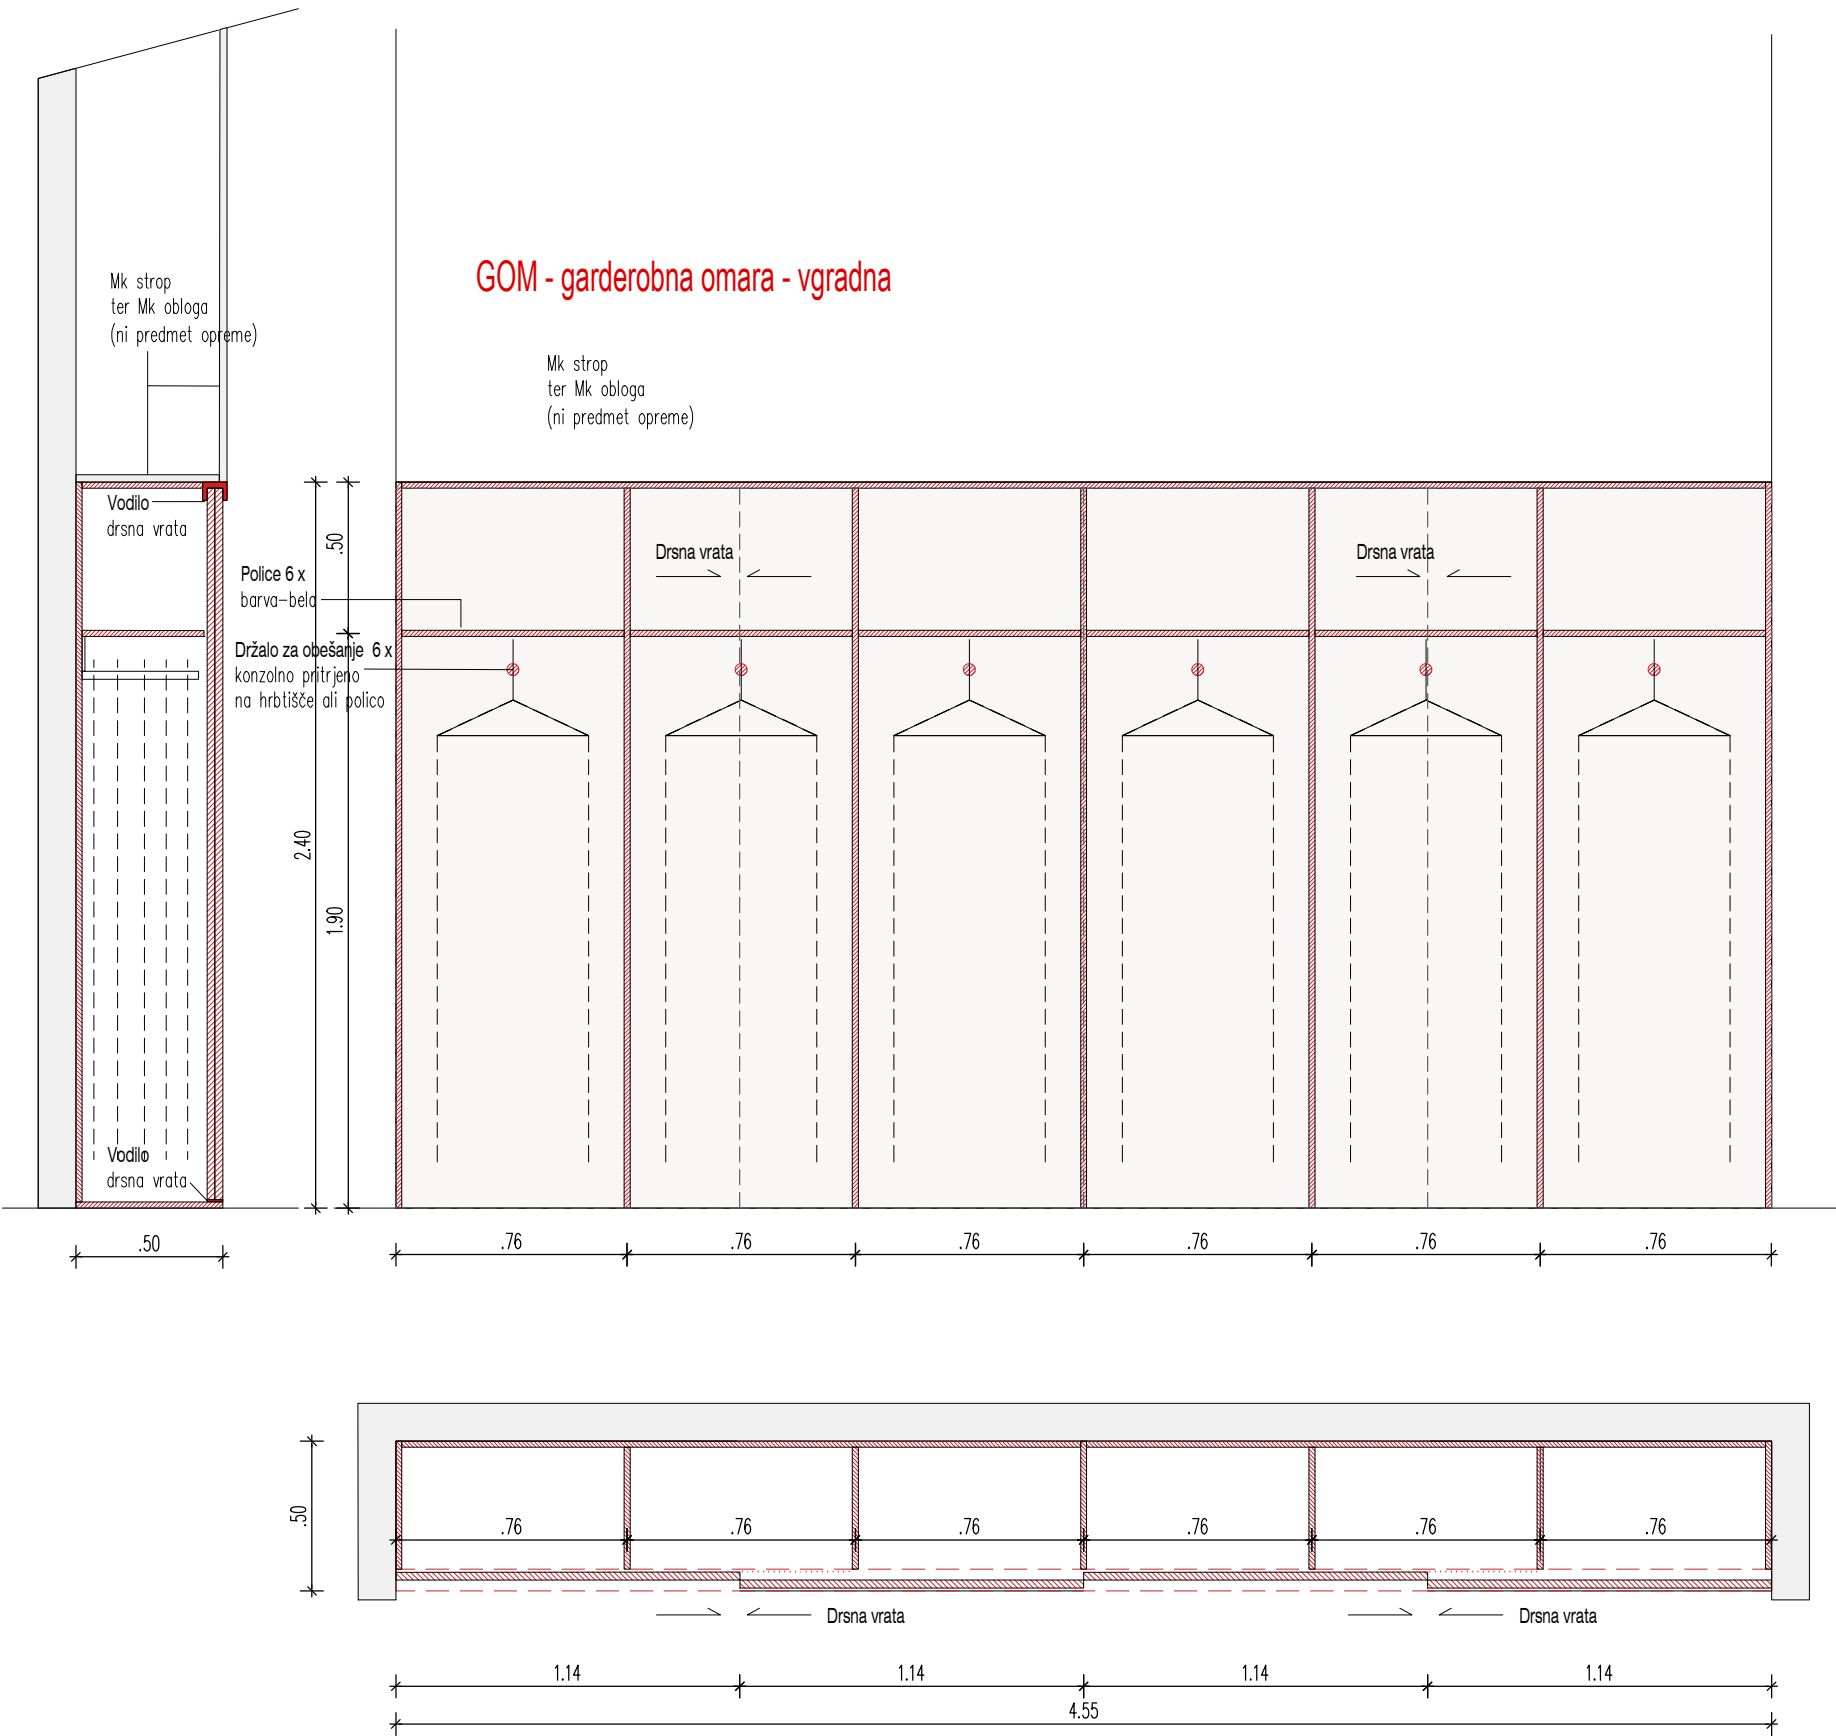 GOM - garderobna omara - vgradna
Mk strop
ter Mk obloga
(ni predmet opreme)
Mk strop
ter Mk obloga
(ni predmet opreme)
Vodilo
drsna vrata
Police 6 x
barva-bela
Držalo za obešanje 6 x
konzolno pritrjeno
na hrbtišče ali polico
Drsna vrata
Drsna vrata
.50
2.40
1.90
Vodilo
drsna vrata
.50
.76
.76
.76
.76
.76
.76
.50
.76
.76
.76
.76
.76
.76
Drsna vrata
Drsna vrata
1.14
1.14
1.14
1.14
4.55